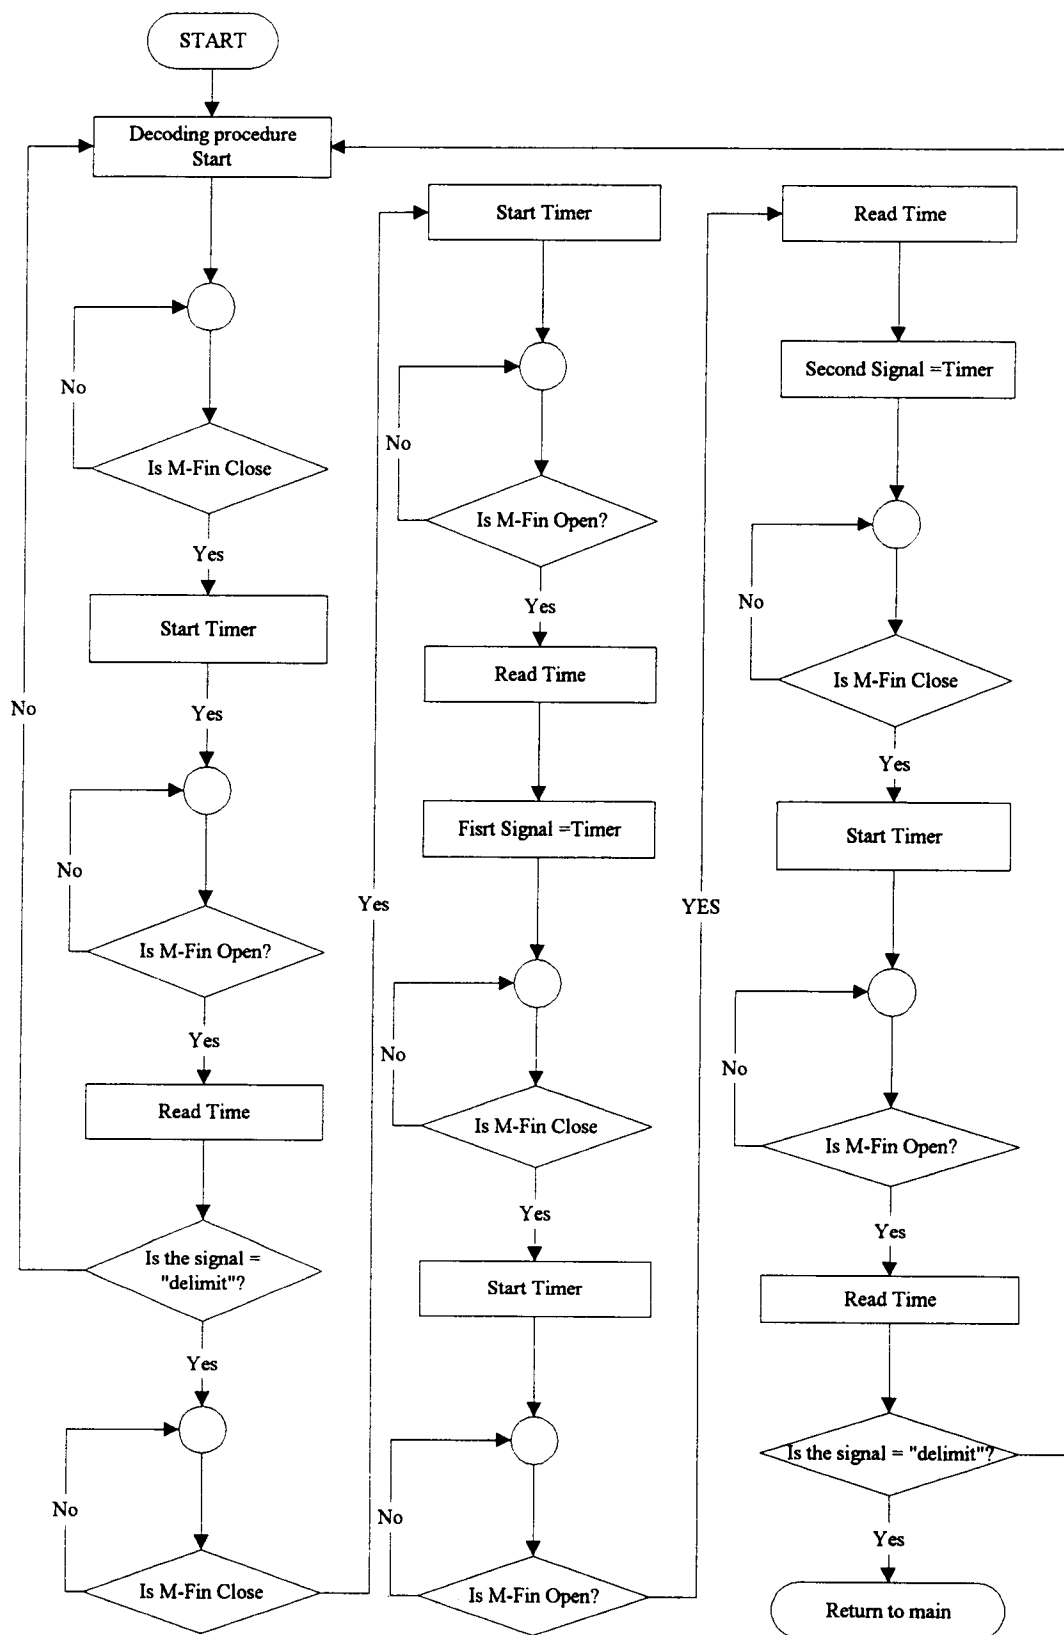 START
Decoding procedure
Start
No
Is M-Fin Close
Yes
Start Timer
Yes
No
No
Is M-Fin Open?
Yes
Read Time
Is the signal =
"delimit"?
Yes
No
Is M-Fin Close
Yes
Start Timer
No
Is M-Fin Open?
Yes
Read Time
Fisrt Signal =Timer
No
Is M-Fin Close
Yes
Start Timer
No
Is M-Fin Open?
YES
Read Time
Second Signal =Timer
No
Is M-Fin Close
Yes
Start Timer
No
Is M-Fin Open?
Yes
Read Time
Is the signal = "delimit"?
Yes
Return to main